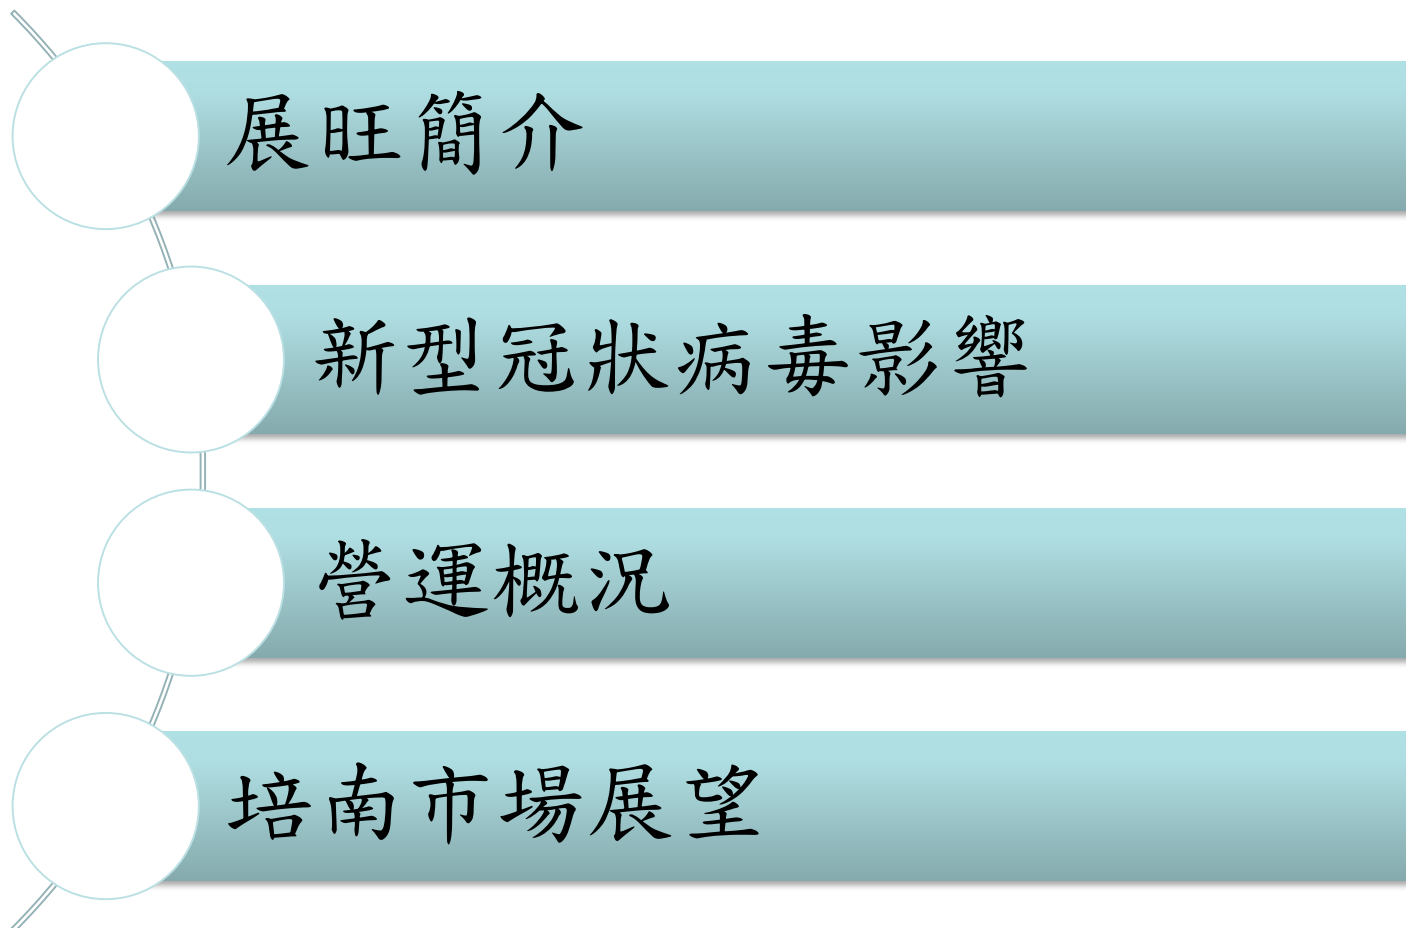 展旺簡介
新型冠狀病毒影響
營運概況
培南市場展望